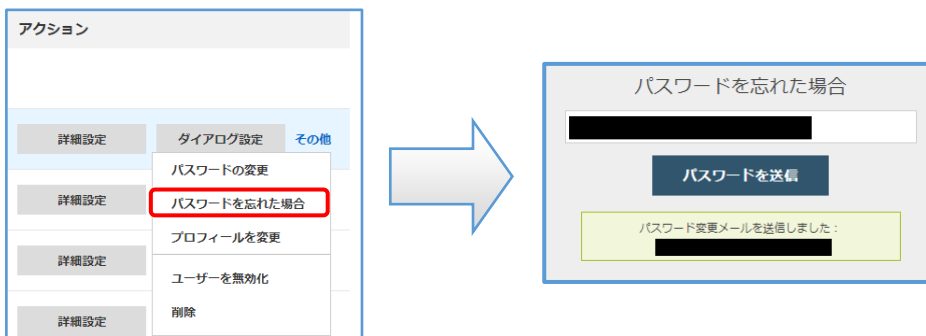 アクション
詳細設定 ダイアログ設定 その他
パスワードの変更
詳細設定
パスワードを忘れた場合
プロフィールを変更
詳細設定
ユーザーを無効化
削除
詳細設定
パスワードを忘れた場合
パスワードを送信
パスワード変更メールを送信しました：